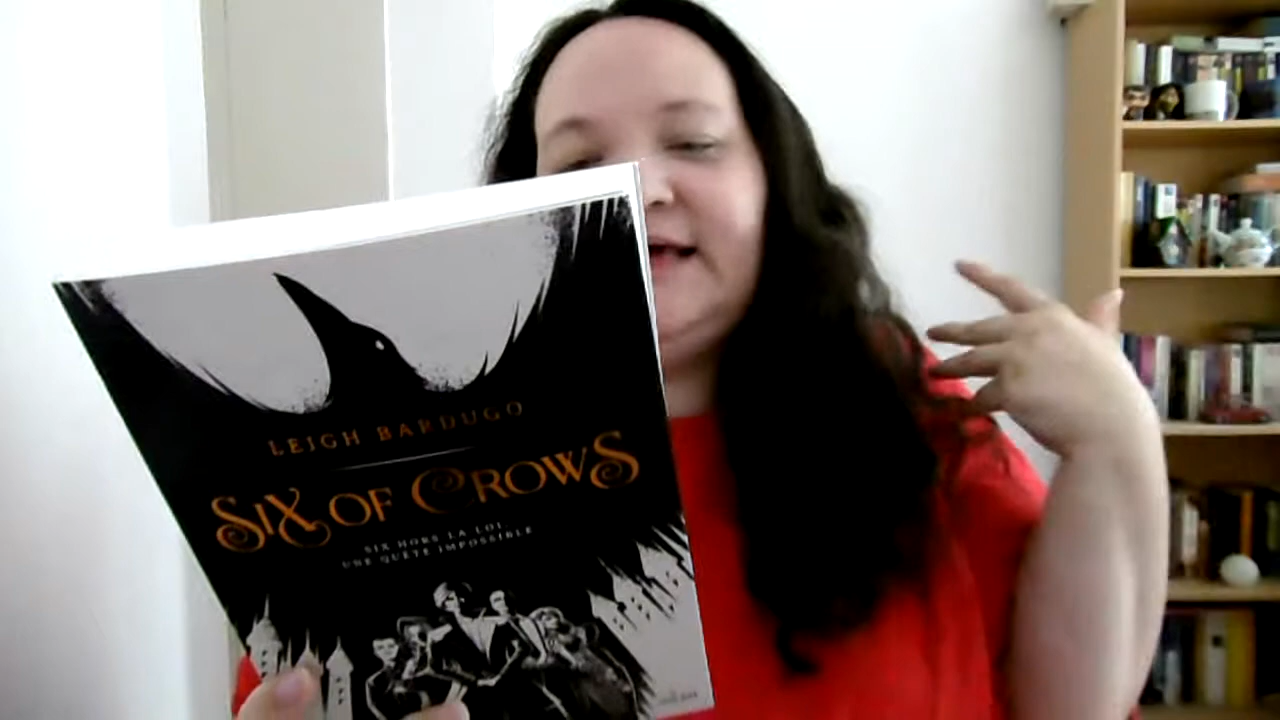 LEIGH BARDUGO
SIX OF CROWS
SIX HORS LA LOI
UNE QUÊTE IMPOSSIBLE